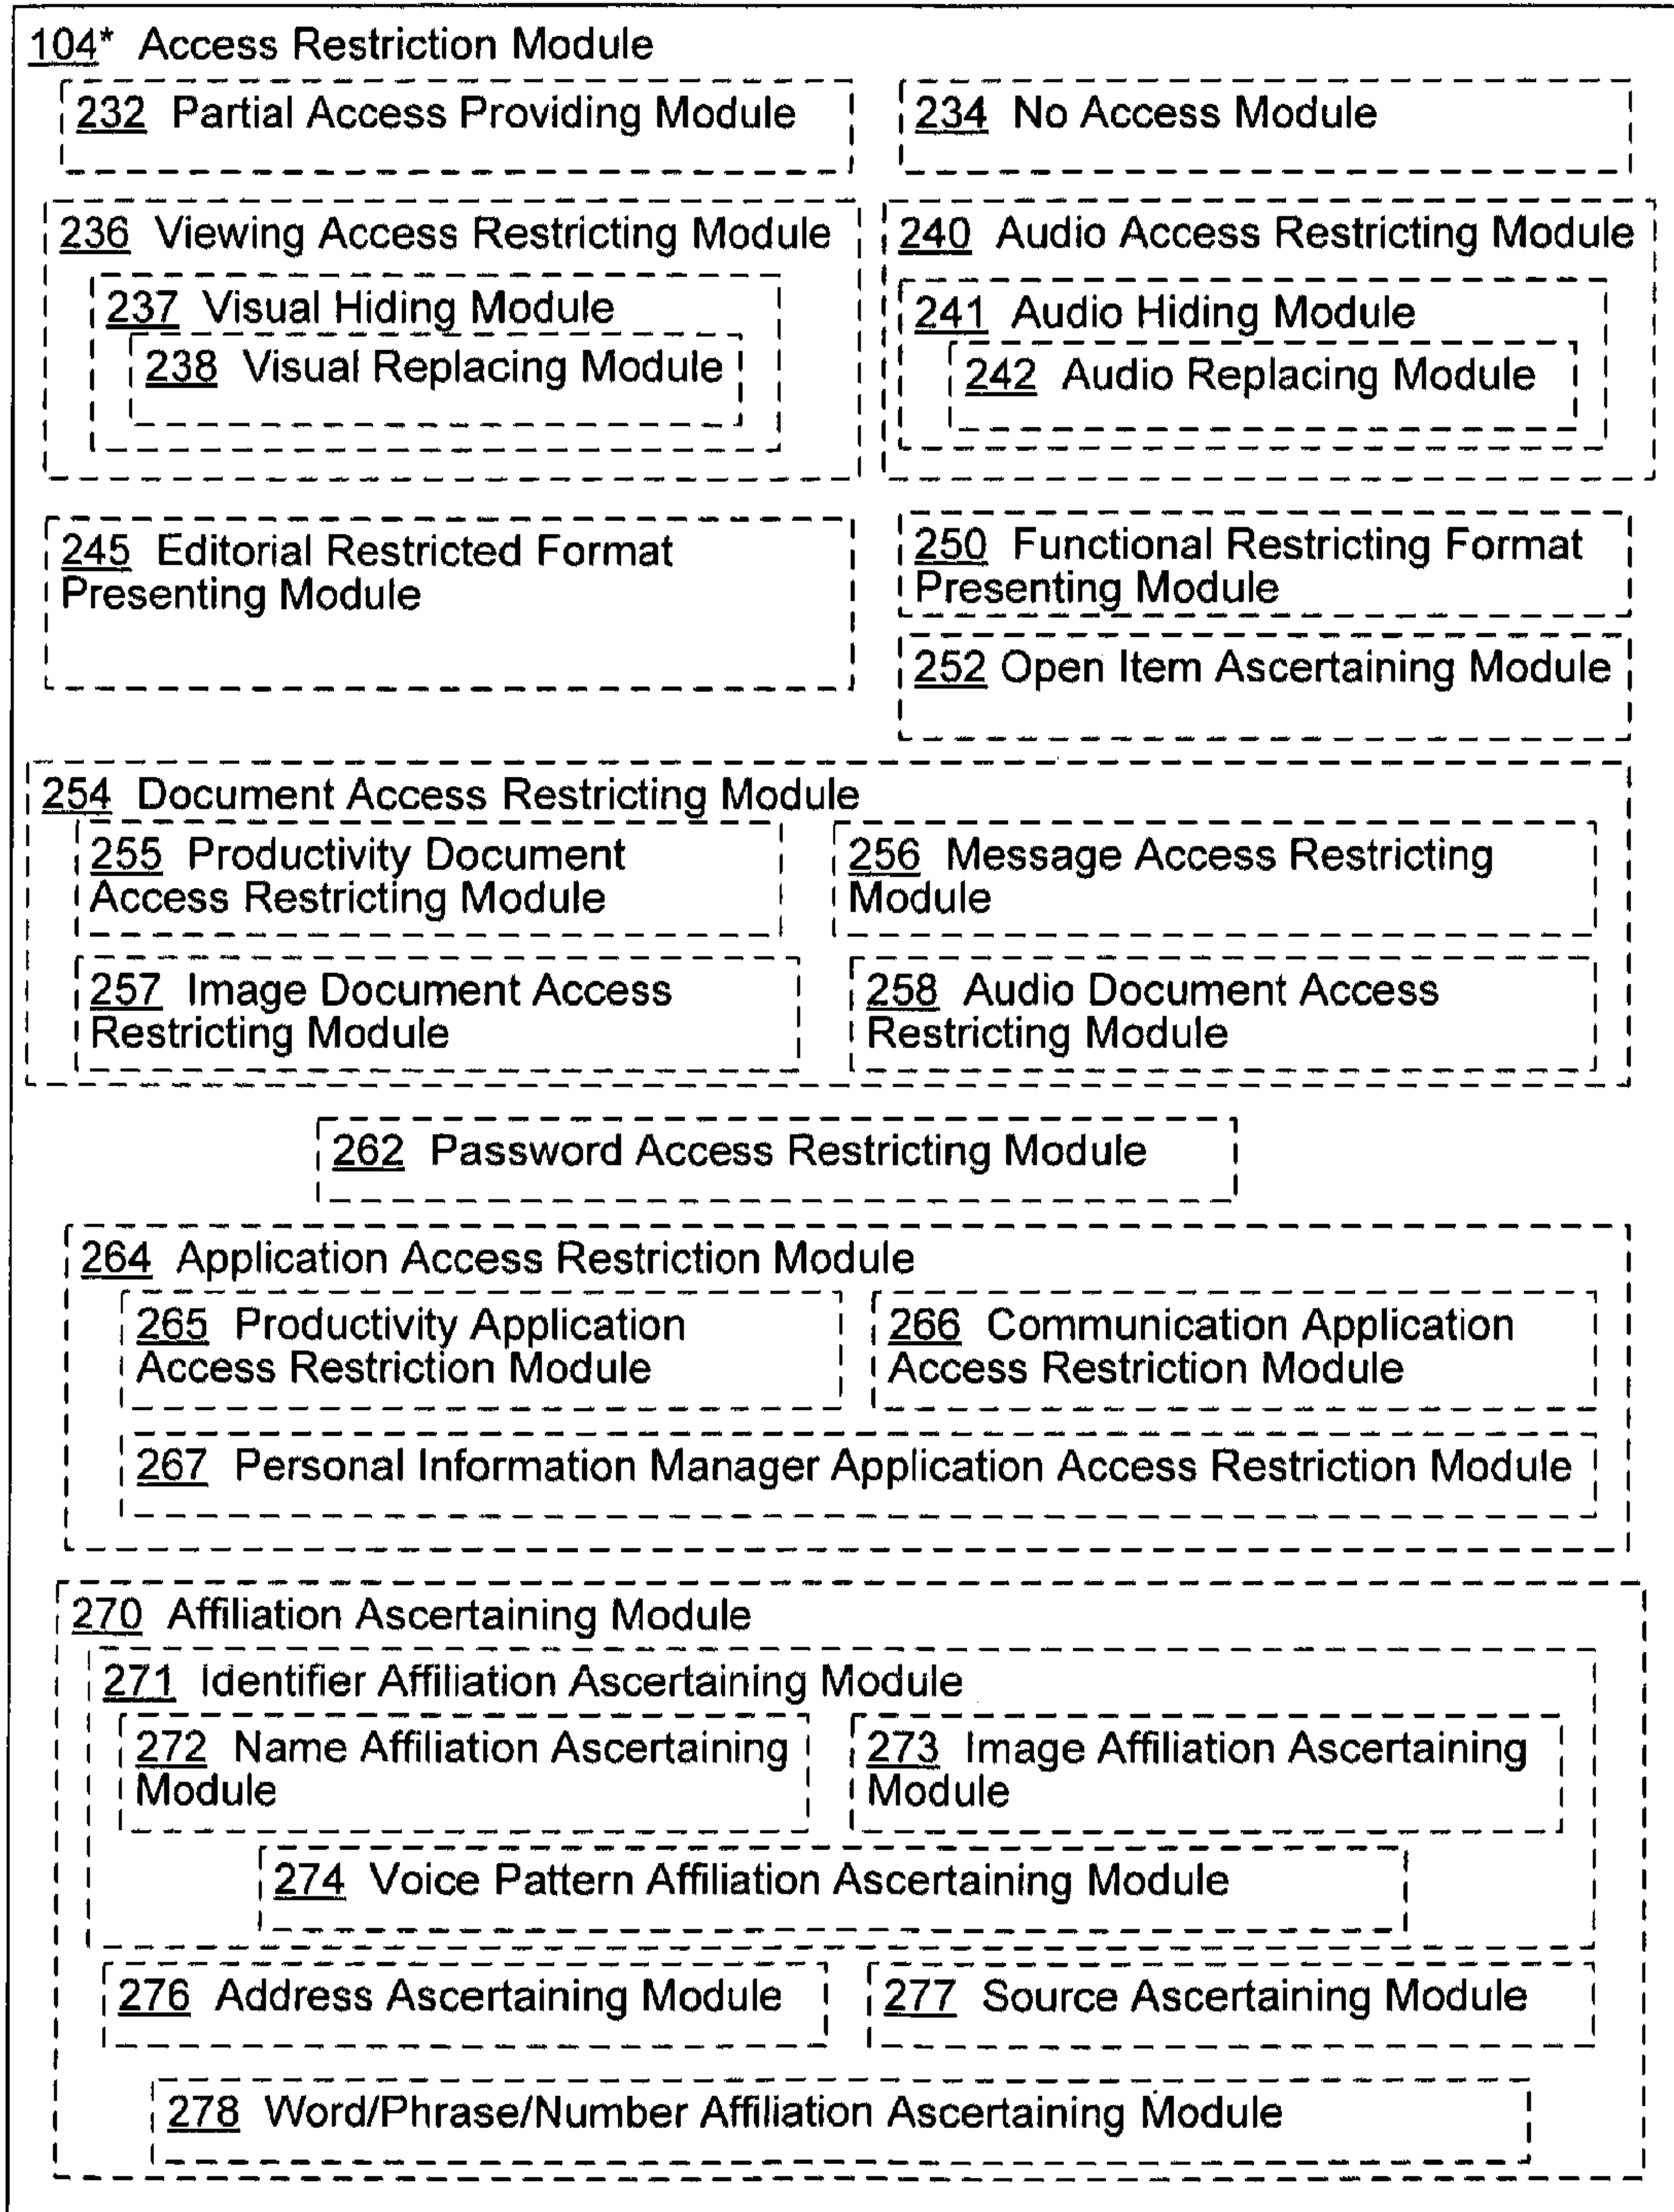 104* Access Restriction Module
232 Partial Access Providing Module
234 No Access Module
236 Viewing Access Restricting Module
237 Visual Hiding Module
238 Visual Replacing Module
240 Audio Access Restricting Module
241 Audio Hiding Module
242 Audio Replacing Module
245 Editorial Restricted Format
Presenting Module
250 Functional Restricting Format
Presenting Module
252 Open Item Ascertaining Module
254 Document Access Restricting Module
255 Productivity Document
Access Restricting Module
256 Message Access Restricting
Module
257 Image Document Access
Restricting Module
258 Audio Document Access
Restricting Module
262 Password Access Restricting Module
264 Application Access Restriction Module
265 Productivity Application
Access Restriction Module
266 Communication Application
Access Restriction Module
267 Personal Information Manager Application Access Restriction Module
270 Affiliation Ascertaining Module
271 Identifier Affiliation Ascertaining Module
272 Name Affiliation Ascertaining
Module
273 Image Affiliation Ascertaining
Module
274 Voice Pattern Affiliation Ascertaining Module
276 Address Ascertaining Module
277 Source Ascertaining Module
278 Word/Phrase/Number Affiliation Ascertaining Module